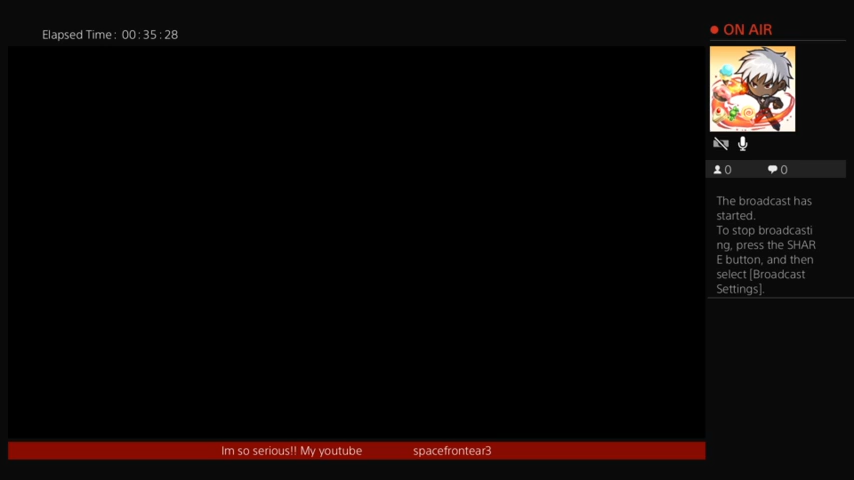 Elapsed Time: 00:35:28
ON AIR
0 0
The broadcast has
started.
To stop broadcasti
ng, press the SHAR
E button, and then
select [Broadcast
Settings].
Im so serious!! My youtube spacefrontear3